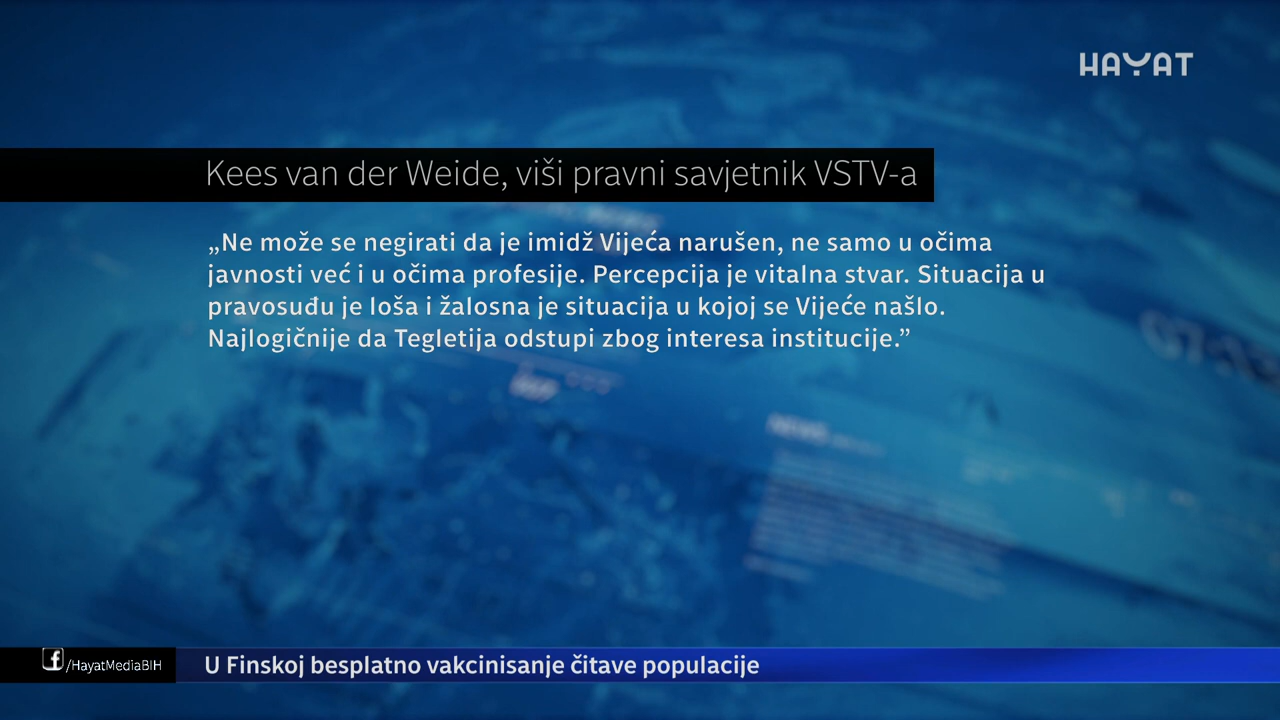 HAYAT
Kees van der Weide, viši pravni savjetnik VSTV-a
„Ne može se negirati da je imidž Vijeća narušen, ne samo u očima
javnosti već i u očima profesije. Percepcija je vitalna stvar. Situacija u
pravosuđu je loša i žalosna je situacija u kojoj se Vijeće našlo.
Najlogičnije da Tegletija odstupi zbog interesa institucije.”
NEWS
f/HayatMediaBIH
U Finskoj besplatno vakcinisanje čitave populacije